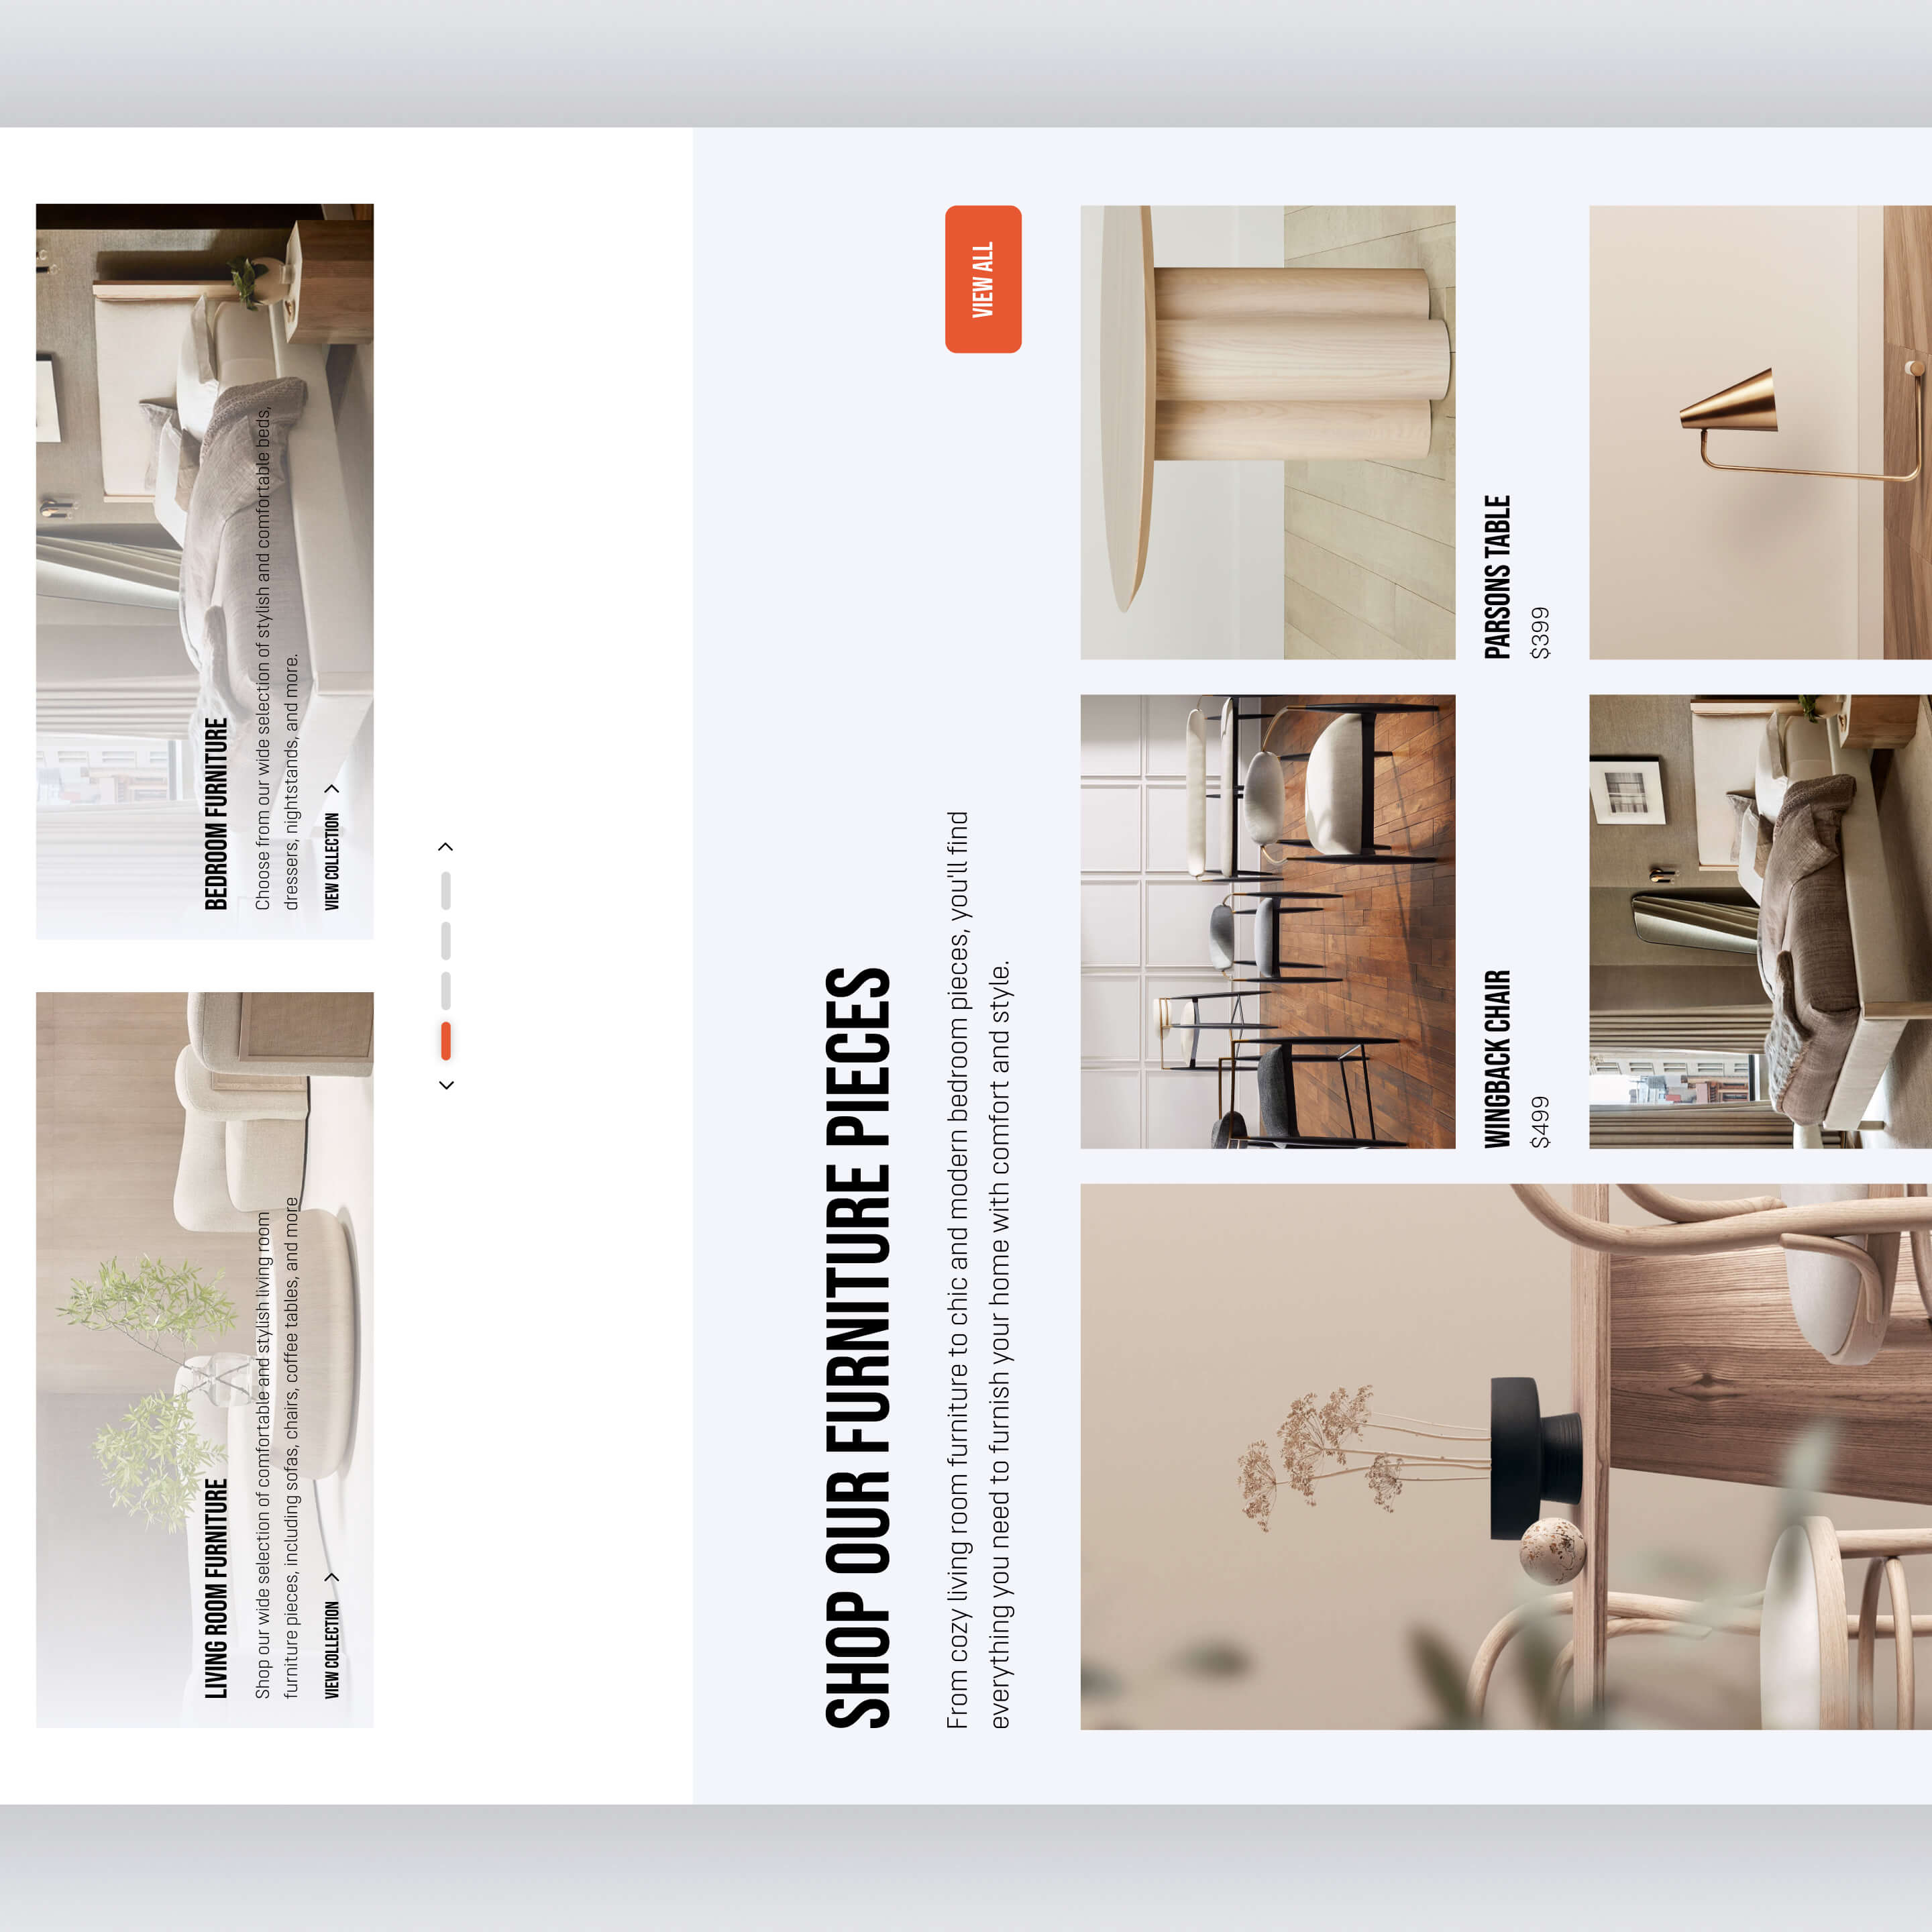 LIVING ROOM FURNITURE
Shop our wide selection of comfortable and stylish living room
furniture pieces, including sofas, chairs, coffee tables, and more
VIEW COLLECTION
BEDROOM FURNITURE
Choose from our wide selection of stylish and comfortable beds,
dressers, nightstands, and more.
VIEW COLLECTION
SHOP OUR FURNITURE PIECES
From cozy living room furniture to chic and modern bedroom pieces, you'll find
everything you need to furnish your home with comfort and style.
VIEW ALL
WINGBACK CHAIR
$499
PARSONS TABLE
$399